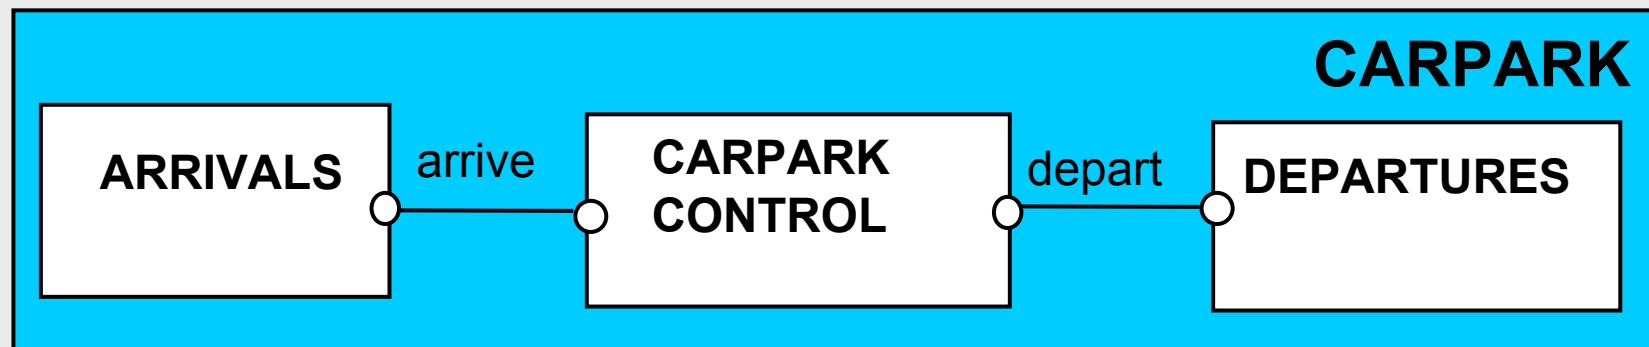 CARPARK
ARRIVALS
arrive
CARPARK
CONTROL
depart
DEPARTURES